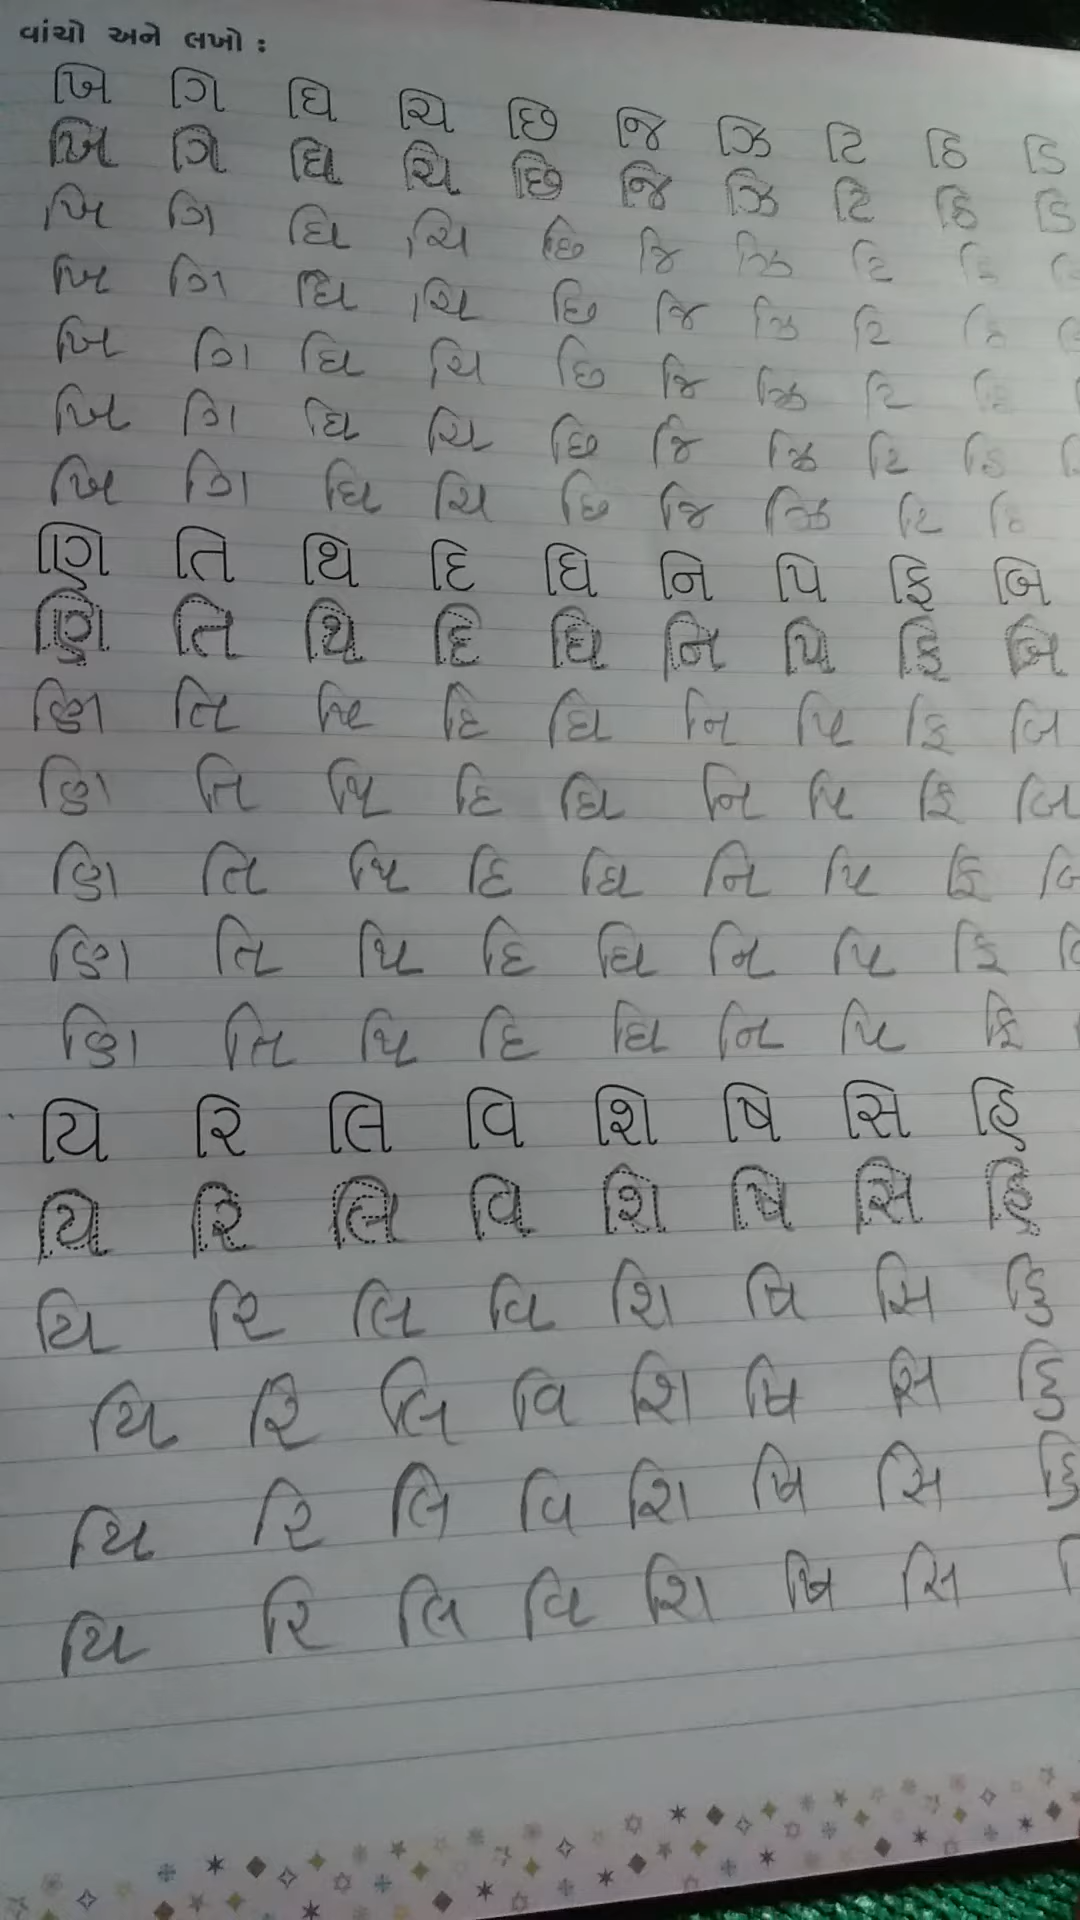 વાંચો અને લખો :
ખિ ગિ ઘિ ચિ છિ જિ ઝિ ટિ ઠિ ડિ
ખિ ગિ ઘિ ચિ છિ જિ ઝિ ટિ ઠિ ડિ
ખિ ગિ ઘિ ચિ છિ જિ ઝિ ટિ ઠિ
ખિ ગિ ઘિ ચિ છિ જિ ઝિ ટિ ઠિ
ખિ ગિ ઘિ ચિ છિ જિ ઝિ ટિ ઠિ
ખિ ગિ ઘિ ચિ છિ જિ ઝિ ટિ ઠિ
ખિ ગિ ઘિ ચિ છિ જિ ઝિ ટિ ઠિ
ણિ તિ થિ દિ ધિ નિ પિ ફિ બિ
ણિ તિ થિ દિ ધિ નિ પિ ફિ બિ
ણિ તિ થિ દિ ધિ નિ પિ ફિ બિ
ણિ તિ થિ દિ ધિ નિ પિ ફિ બિ
ણિ તિ થિ દિ ધિ નિ પિ ફિ
ણિ તિ થિ દિ ધિ નિ પિ ફિ
ણિ તિ થિ દિ ધિ નિ પિ ફિ
યિ રિ લિ વિ શિ ષિ સિ હિ
યિ રિ લિ વિ શિ ષિ સિ હિ
યિ રિ લિ વિ શિ ષિ સિ હિ
યિ રિ લિ વિ શિ ષિ સિ હિ
યિ રિ લિ વિ શિ ષિ સિ હિ
યિ રિ લિ વિ શિ ષિ સિ